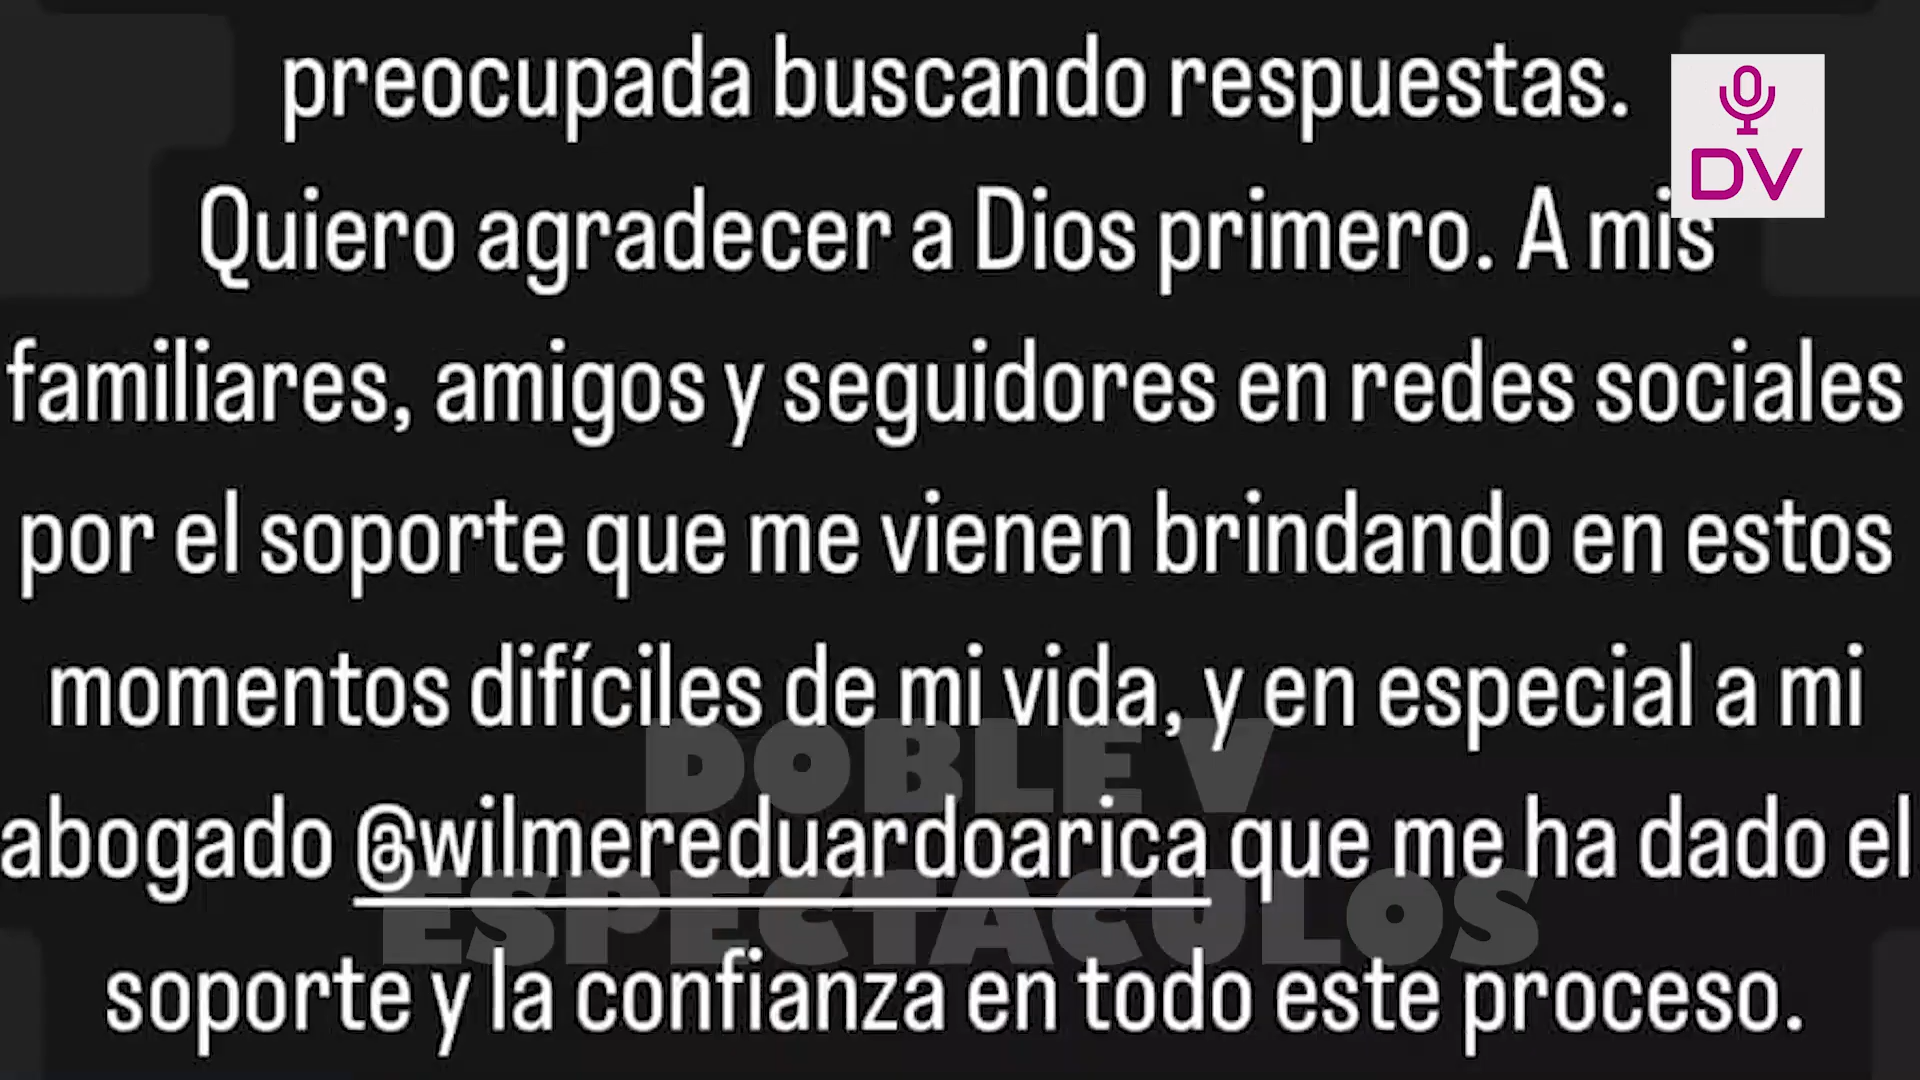 preocupada buscando respuestas.
DV
Quiero agradecer a Dios primero. A mis
familiares, amigos y seguidores en redes sociales
por el soporte que me vienen brindando en estos
momentos difíciles de mi vida, y en especial a mi
DOBLE V
abogado @wilmereduardoarica que me ha dado el
ESPECTACULOS
soporte y la confianza en todo este proceso.